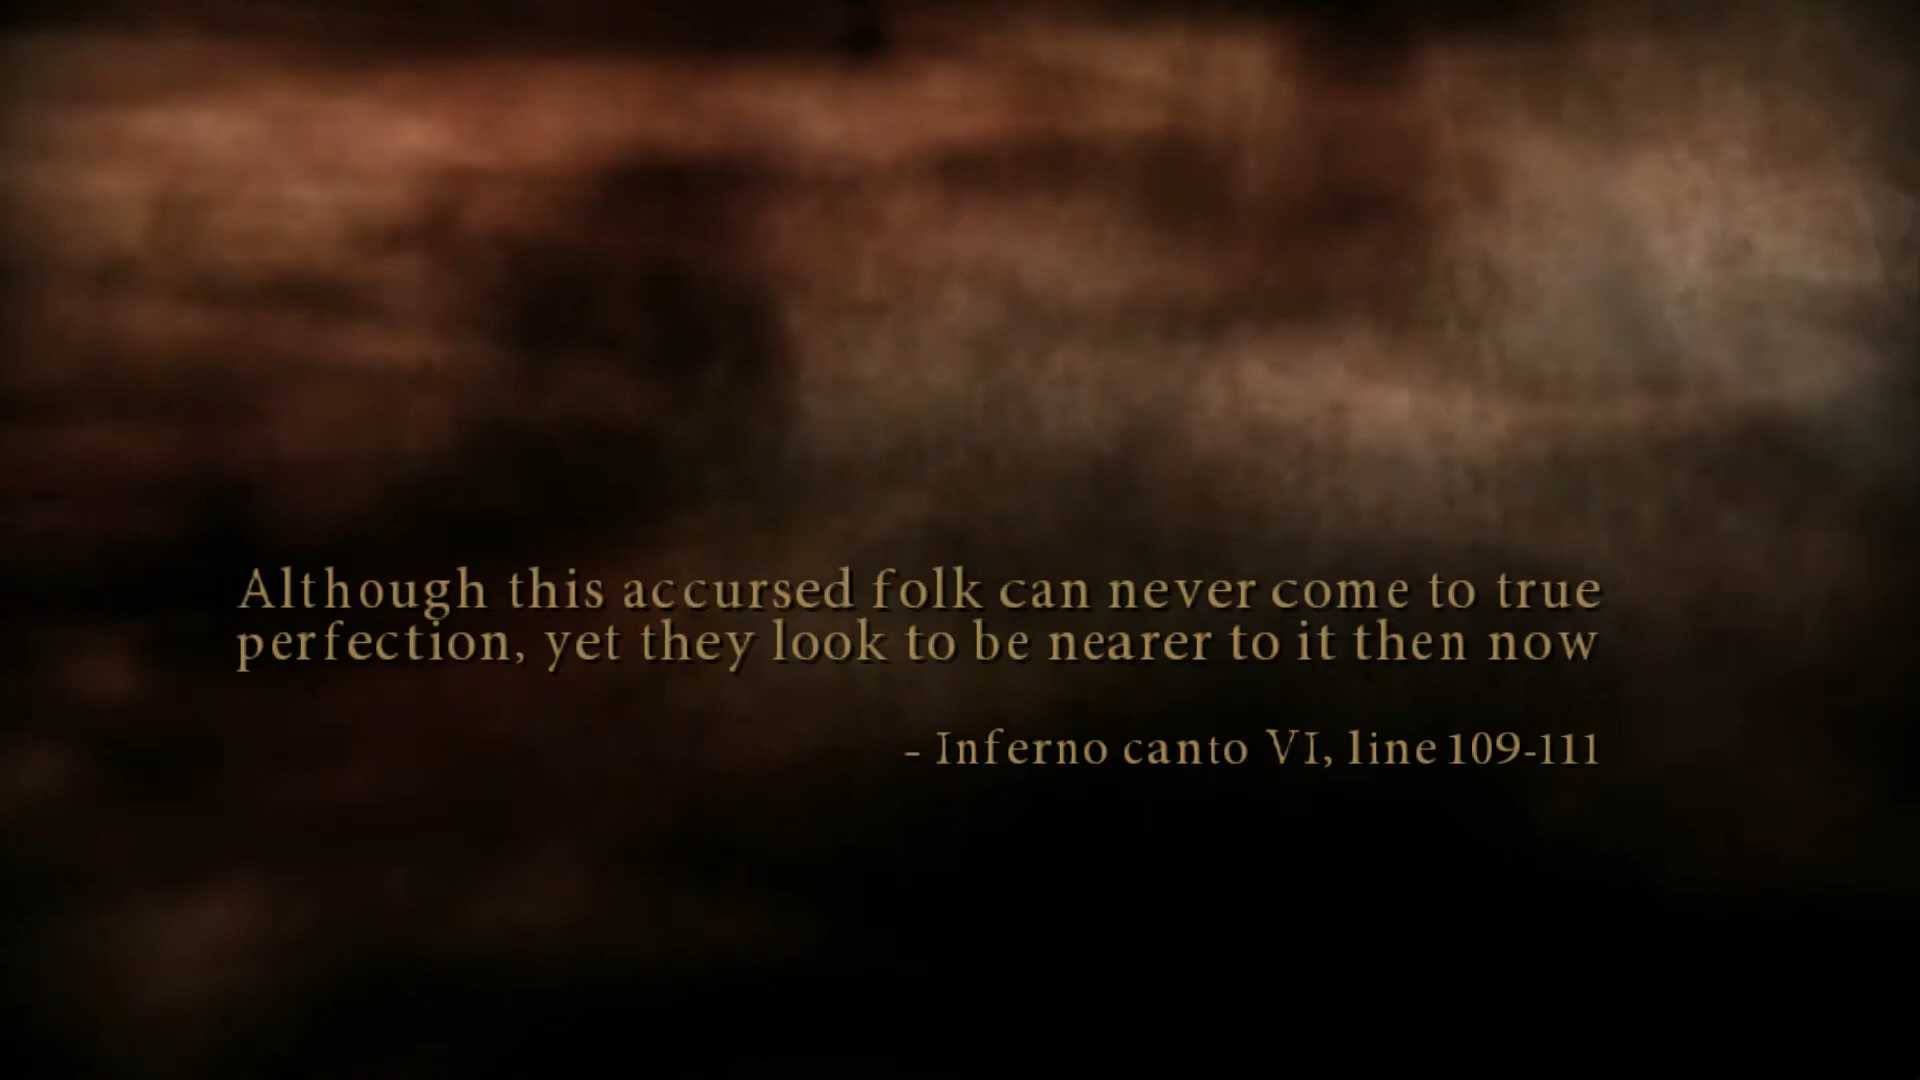 Although this accursed folk can never come to true
perfection, yet they look to be nearer to it then now
- Inferno canto VI, line 109-111